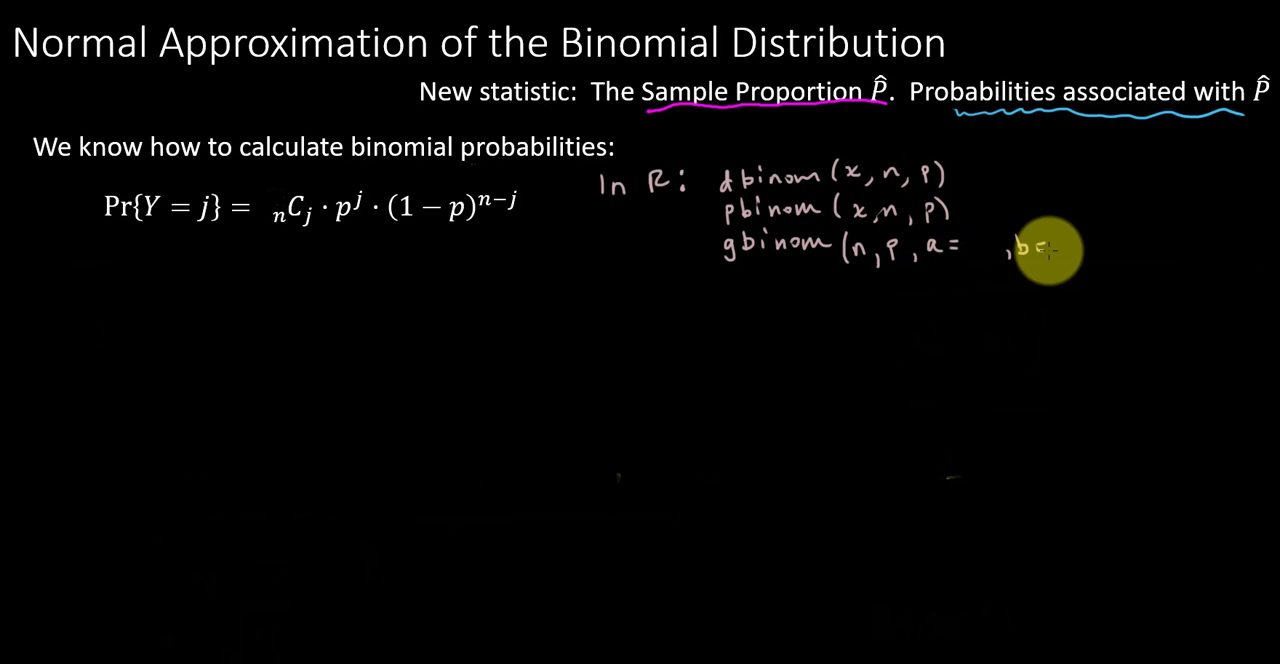 Normal Approximation of the Binomial Distribution
New statistic: The Sample Proportion P̂. Probabilities associated with P̂
We know how to calculate binomial probabilities:
In R: dbinom (x, n, p)
Pr{Y = j} = ₙCⱼ · pʲ · (1 − p)ⁿ⁻ʲ
pbinom (x, n, p)
gbinom (n, p, a= , b=